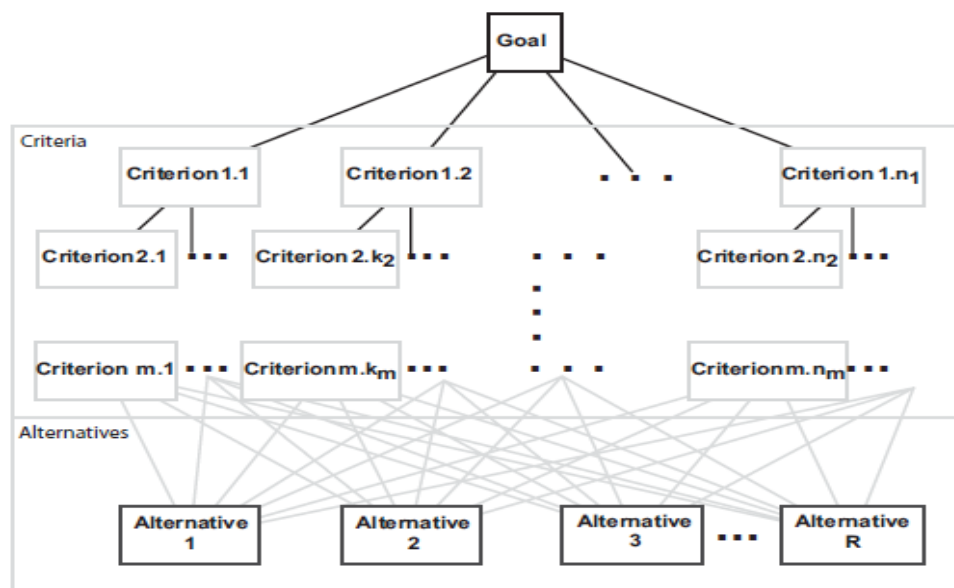 Goal
Criteria
Criterion 1.1
Criterion 1.2
. . .
Criterion 1.n₁
Criterion 2.1 ...
Criterion 2.k₂ ...
. . .
Criterion 2.n₂ ...
Criterion m.1 ...
Criterion m.kₘ ...
. . .
Criterion m.nₘ ...
Alternatives
Alternative
1
Alternative
2
Alternative
3
...
Alternative
R